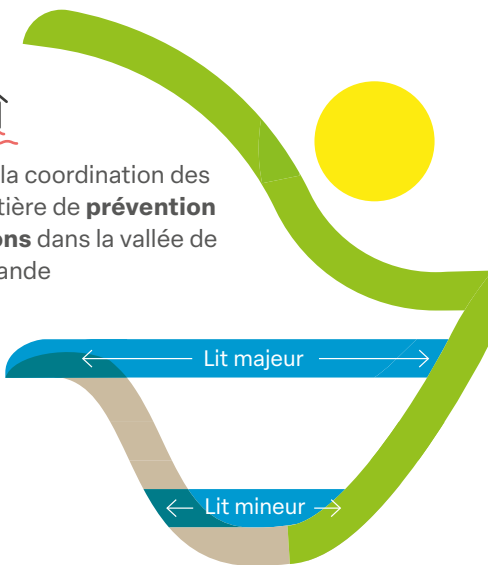 la coordination des
tière de prévention
ons dans la vallée de
ande
Lit majeur
Lit mineur